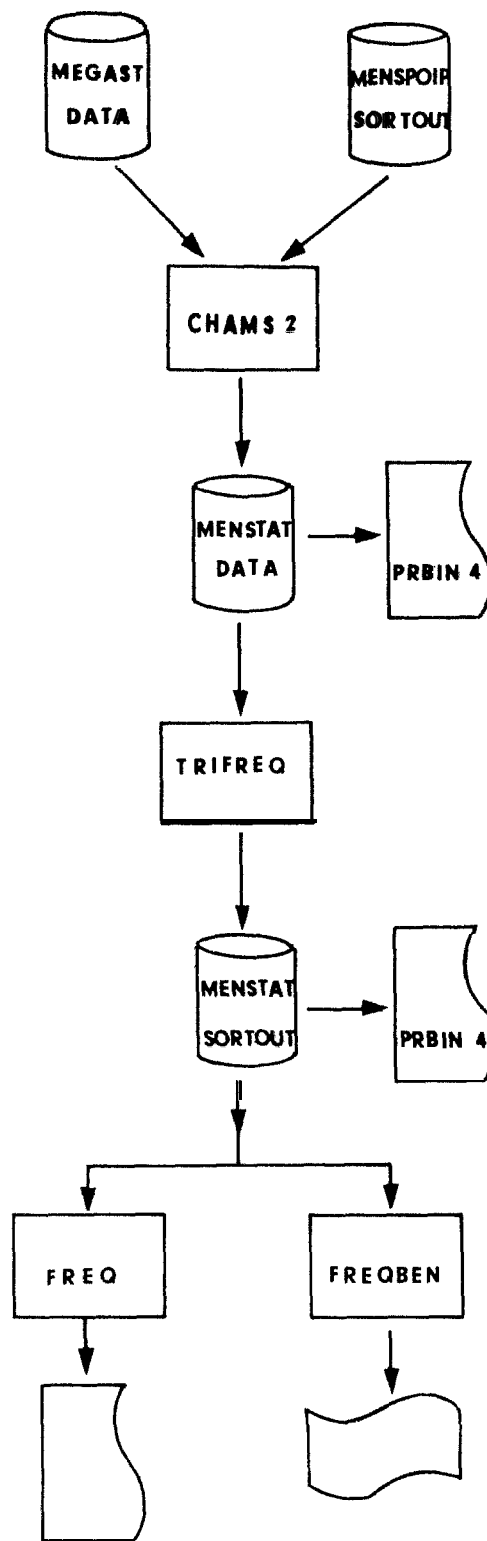 MEGAST
DATA
MENSPOIP
SORTOUT
CHAMS 2
MENSTAT
DATA
PRBIN 4
TRIFREQ
MENSTAT
SORTOUT
PRBIN 4
FREQ
FREQBEN